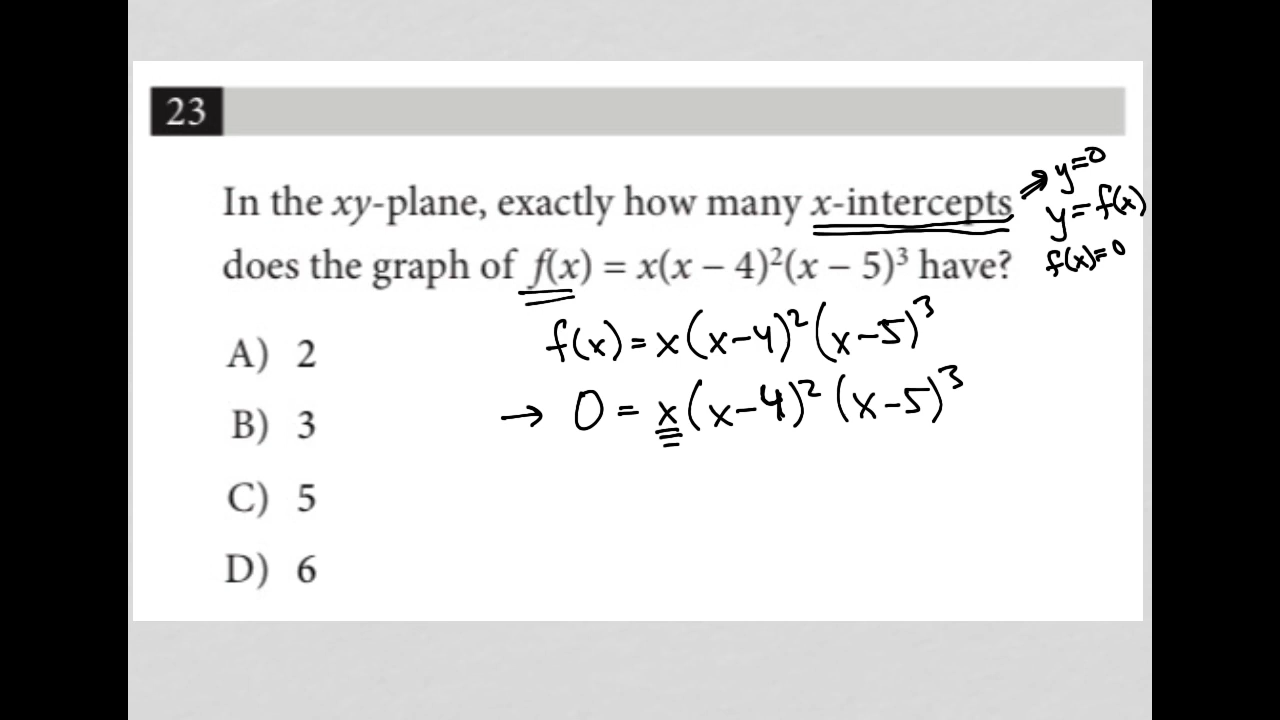 23
In the xy-plane, exactly how many x-intercepts ⇒ y=0
y = f(x)
does the graph of f(x) = x(x − 4)²(x − 5)³ have? f(x)=0
f(x) = x(x−4)²(x−5)³
A) 2
→ 0 = x(x−4)²(x−5)³
B) 3
C) 5
D) 6